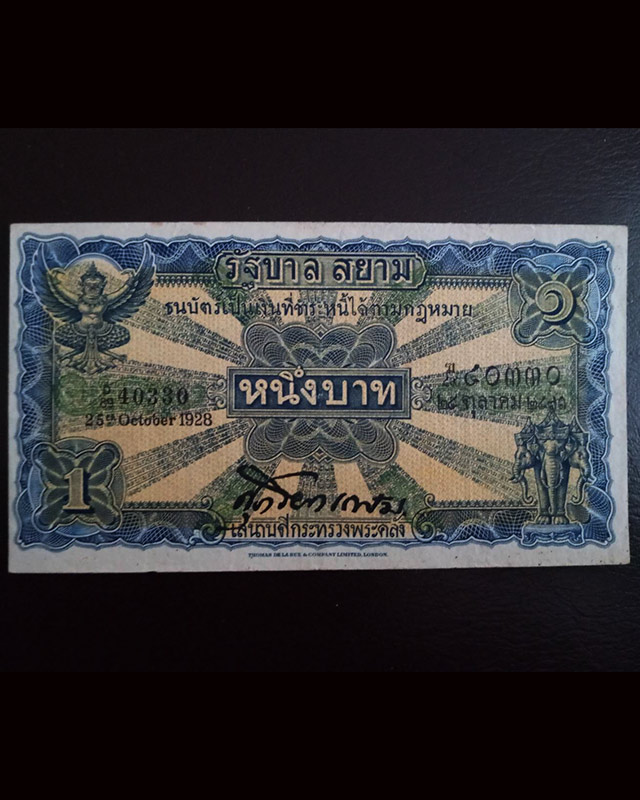 รัฐบาล สยาม
ธนบัตร์เป็นเงินที่ชำระหนี้ได้ตามกฎหมาย
๑
หนึ่งบาท
40330
๔๐๓๓๐
25th October 1928
๒๕ ตุลาคม ๒๔๗๑
1
เสนาบดีกระทรวงพระคลัง
THOMAS DE LA RUE & COMPANY LIMITED, LONDON.